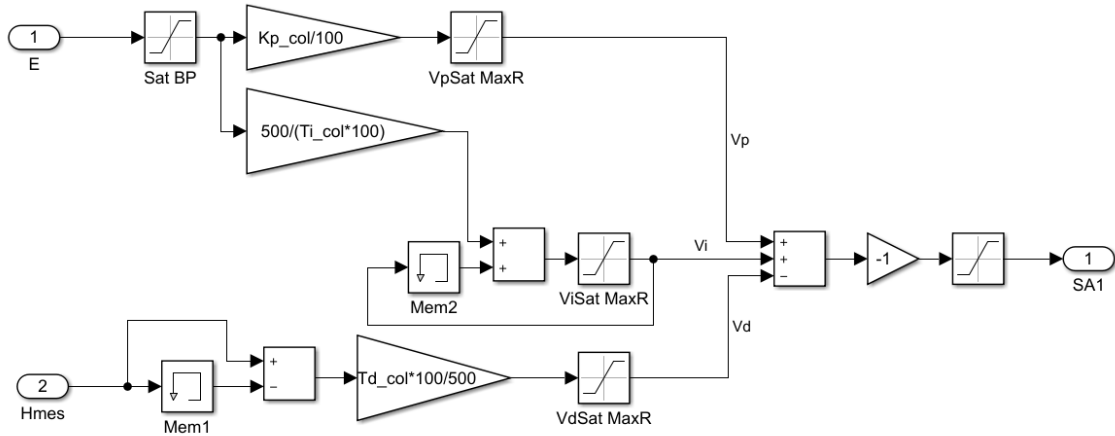 1
E
Sat BP
Kp_col/100
VpSat MaxR
500/(Ti_col*100)
Vp
+
+
Mem2
ViSat MaxR
Vi
+
+
−
-1
1
SA1
Vd
2
Hmes
Mem1
+
−
Td_col*100/500
VdSat MaxR